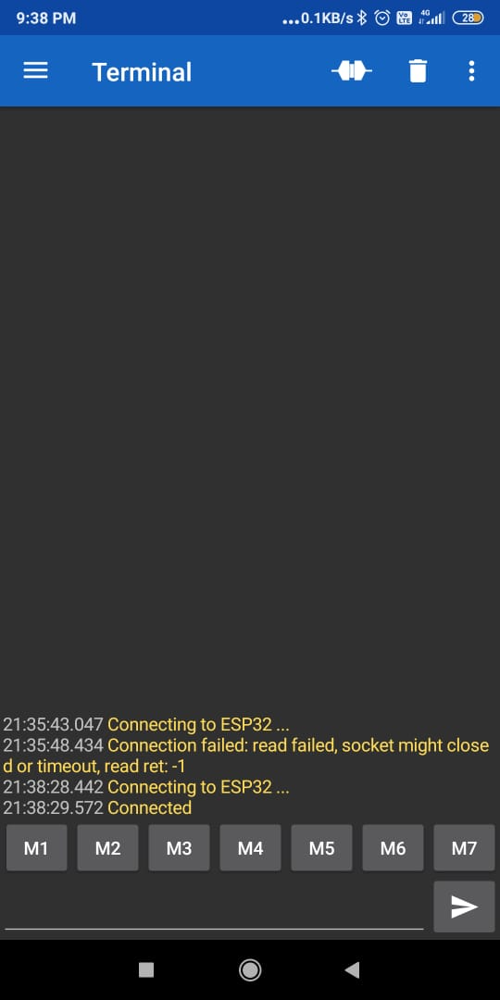 9:38 PM ...0.1KB/s Vo LTE 4G 28
Terminal
21:35:43.047 Connecting to ESP32 ...
21:35:48.434 Connection failed: read failed, socket might close
d or timeout, read ret: -1
21:38:28.442 Connecting to ESP32 ...
21:38:29.572 Connected
M1 M2 M3 M4 M5 M6 M7